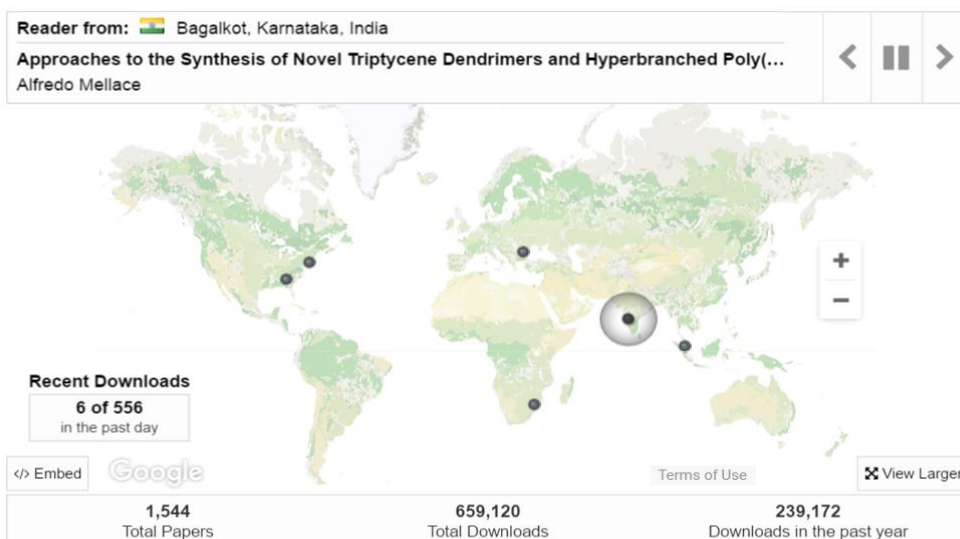 Reader from: Bagalkot, Karnataka, India
Approaches to the Synthesis of Novel Triptycene Dendrimers and Hyperbranched Poly(...
Alfredo Mellace
Recent Downloads
6 of 556
in the past day
</> Embed
Google
Terms of Use
View Larger
1,544
Total Papers
659,120
Total Downloads
239,172
Downloads in the past year